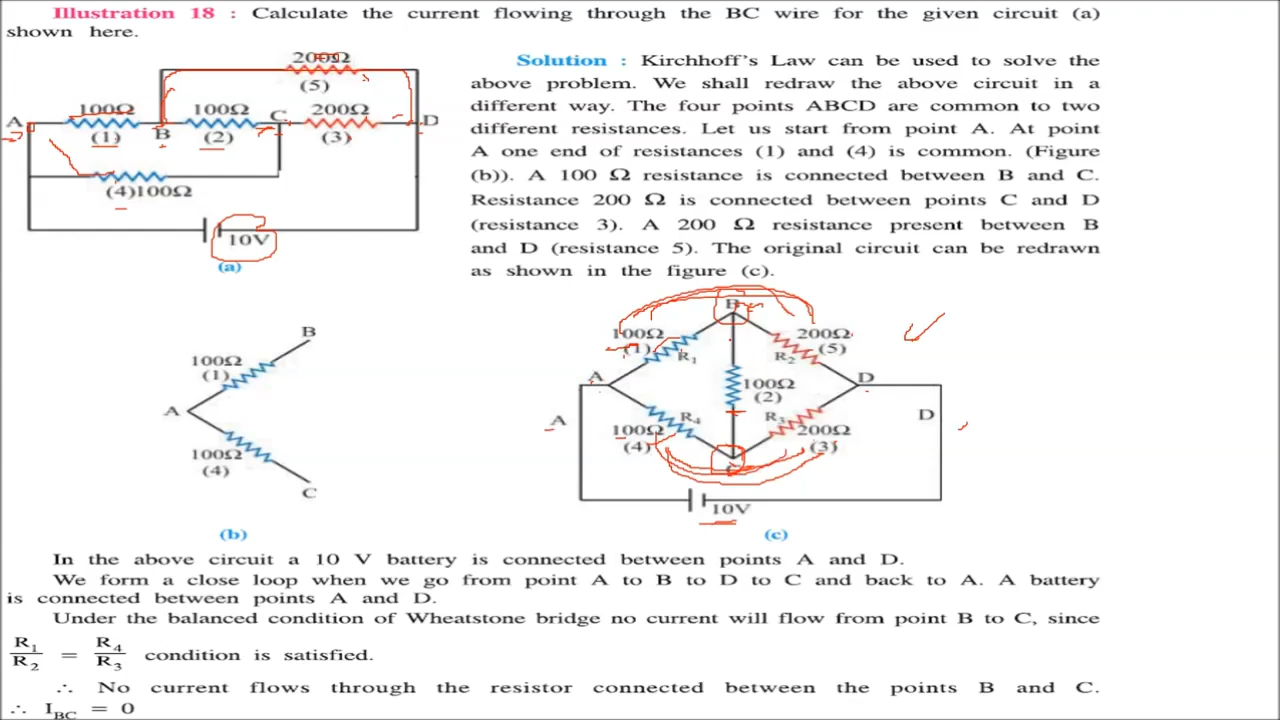 Illustration 18 : Calculate the current flowing through the BC wire for the given circuit (a)
shown here.
200Ω
(5)
100Ω 100Ω C 200Ω
A B D
(1) (2) (3)
(4)100Ω
10V
(a)
Solution : Kirchhoff's Law can be used to solve the
above problem. We shall redraw the above circuit in a
different way. The four points ABCD are common to two
different resistances. Let us start from point A. At point
A one end of resistances (1) and (4) is common. (Figure
(b)). A 100 Ω resistance is connected between B and C.
Resistance 200 Ω is connected between points C and D
(resistance 3). A 200 Ω resistance present between B
and D (resistance 5). The original circuit can be redrawn
as shown in the figure (c).
B
100Ω
(1)
A
100Ω
(4)
C
(b)
B
100Ω 200Ω
(1) R1 R2 (5)
A 100Ω D
(2)
A R4 R3 D
100Ω 200Ω
(4) (3)
C
10V
(c)
In the above circuit a 10 V battery is connected between points A and D.
We form a close loop when we go from point A to B to D to C and back to A. A battery
is connected between points A and D.
Under the balanced condition of Wheatstone bridge no current will flow from point B to C, since
R1/R2 = R4/R3 condition is satisfied.
∴ No current flows through the resistor connected between the points B and C.
∴ IBC = 0